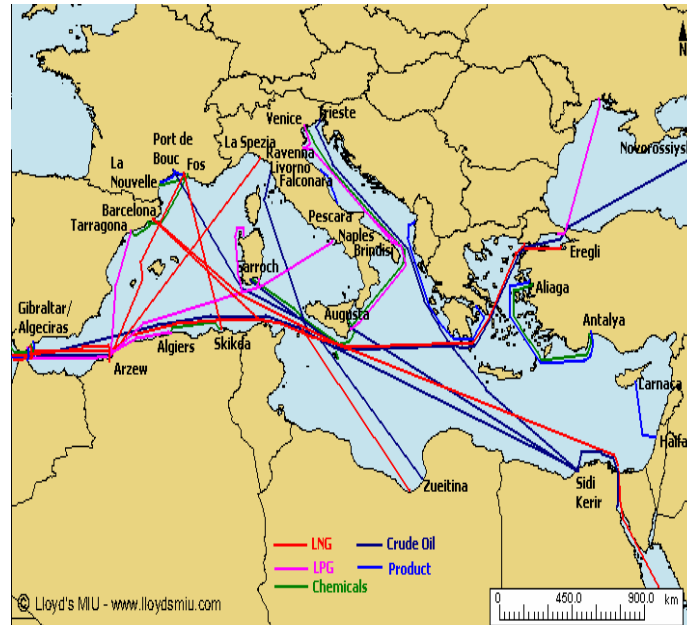 N
Venice
Trieste
Port de
Bouc
La Spezia
Ravenna
Novorossiysk
La
Nouvelle
Fos
Livorno
Falconara
Barcelona
Pescara
Tarragona
Naples
Brindisi
Eregli
Sarroch
Aliaga
Gibraltar/
Algeciras
Augusta
Antalya
Algiers
Skikda
Arzew
Larnaca
Haifa
Zueitina
Sidi
Kerir
LNG
Crude Oil
LPG
Product
Chemicals
© Lloyd's MIU - www.lloydsmiu.com
0 450.0 900.0
km